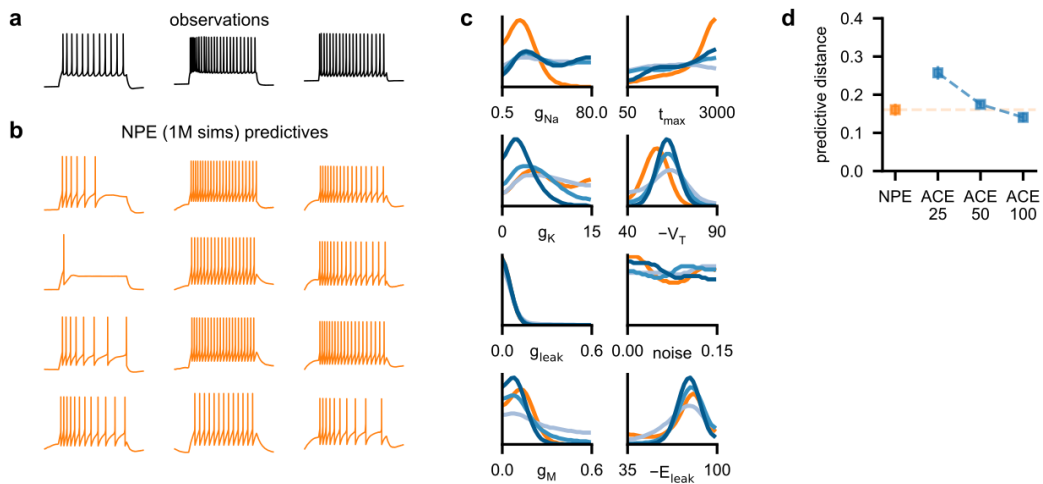 a
observations
b
NPE (1M sims) predictives
c
0.5 g_Na 80.0
50 t_max 3000
0 g_K 15
40 −V_T 90
0.0 g_leak 0.6
0.00 noise 0.15
0.0 g_M 0.6
35 −E_leak 100
d
predictive distance
0.4
0.3
0.2
0.1
0.0
NPE ACE ACE ACE
25 50 100